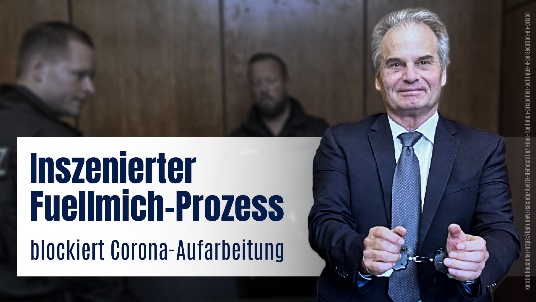 Inszenierter
Fuellmich-Prozess
blockiert Corona-Aufarbeitung